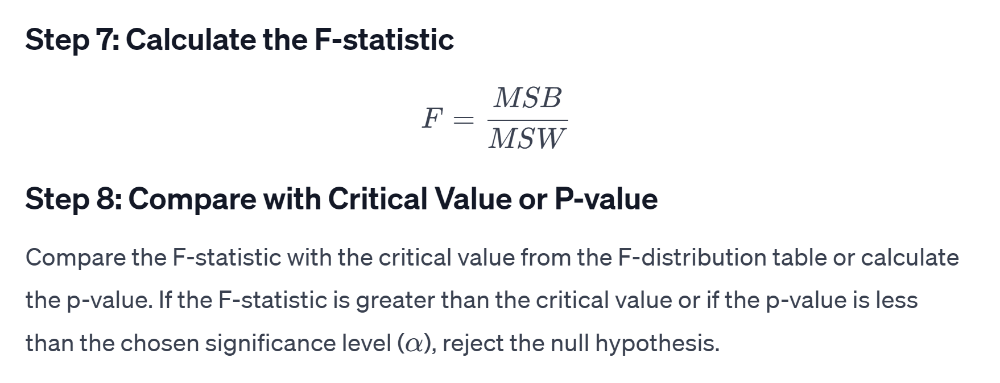 Step 7: Calculate the F-statistic
F = MSB / MSW
Step 8: Compare with Critical Value or P-value
Compare the F-statistic with the critical value from the F-distribution table or calculate
the p-value. If the F-statistic is greater than the critical value or if the p-value is less
than the chosen significance level (α), reject the null hypothesis.